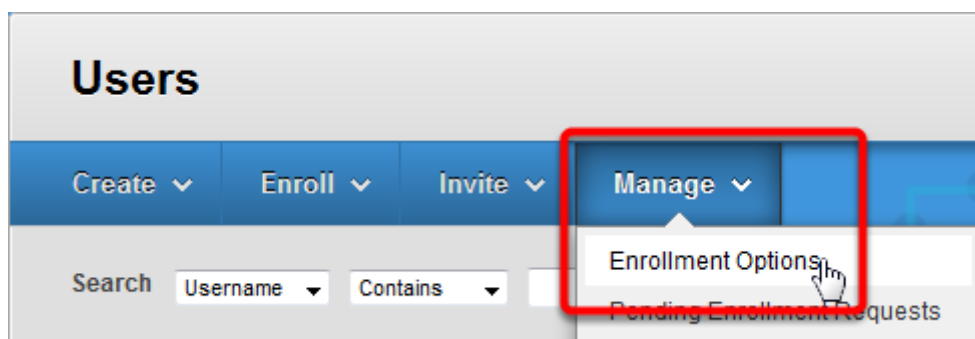 Users
Create Enroll Invite Manage
Enrollment Options
Search Username Contains
Pending Enrollment Requests